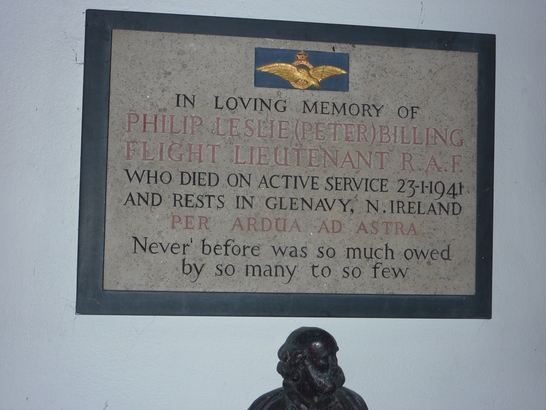 IN LOVING MEMORY OF
PHILIP LESLIE (PETER) BILLING
FLIGHT LIEUTENANT R.A.F.
WHO DIED ON ACTIVE SERVICE 23·1·1941
AND RESTS IN GLENAVY, N. IRELAND
PER ARDUA AD ASTRA
Never before was so much owed
by so many to so few